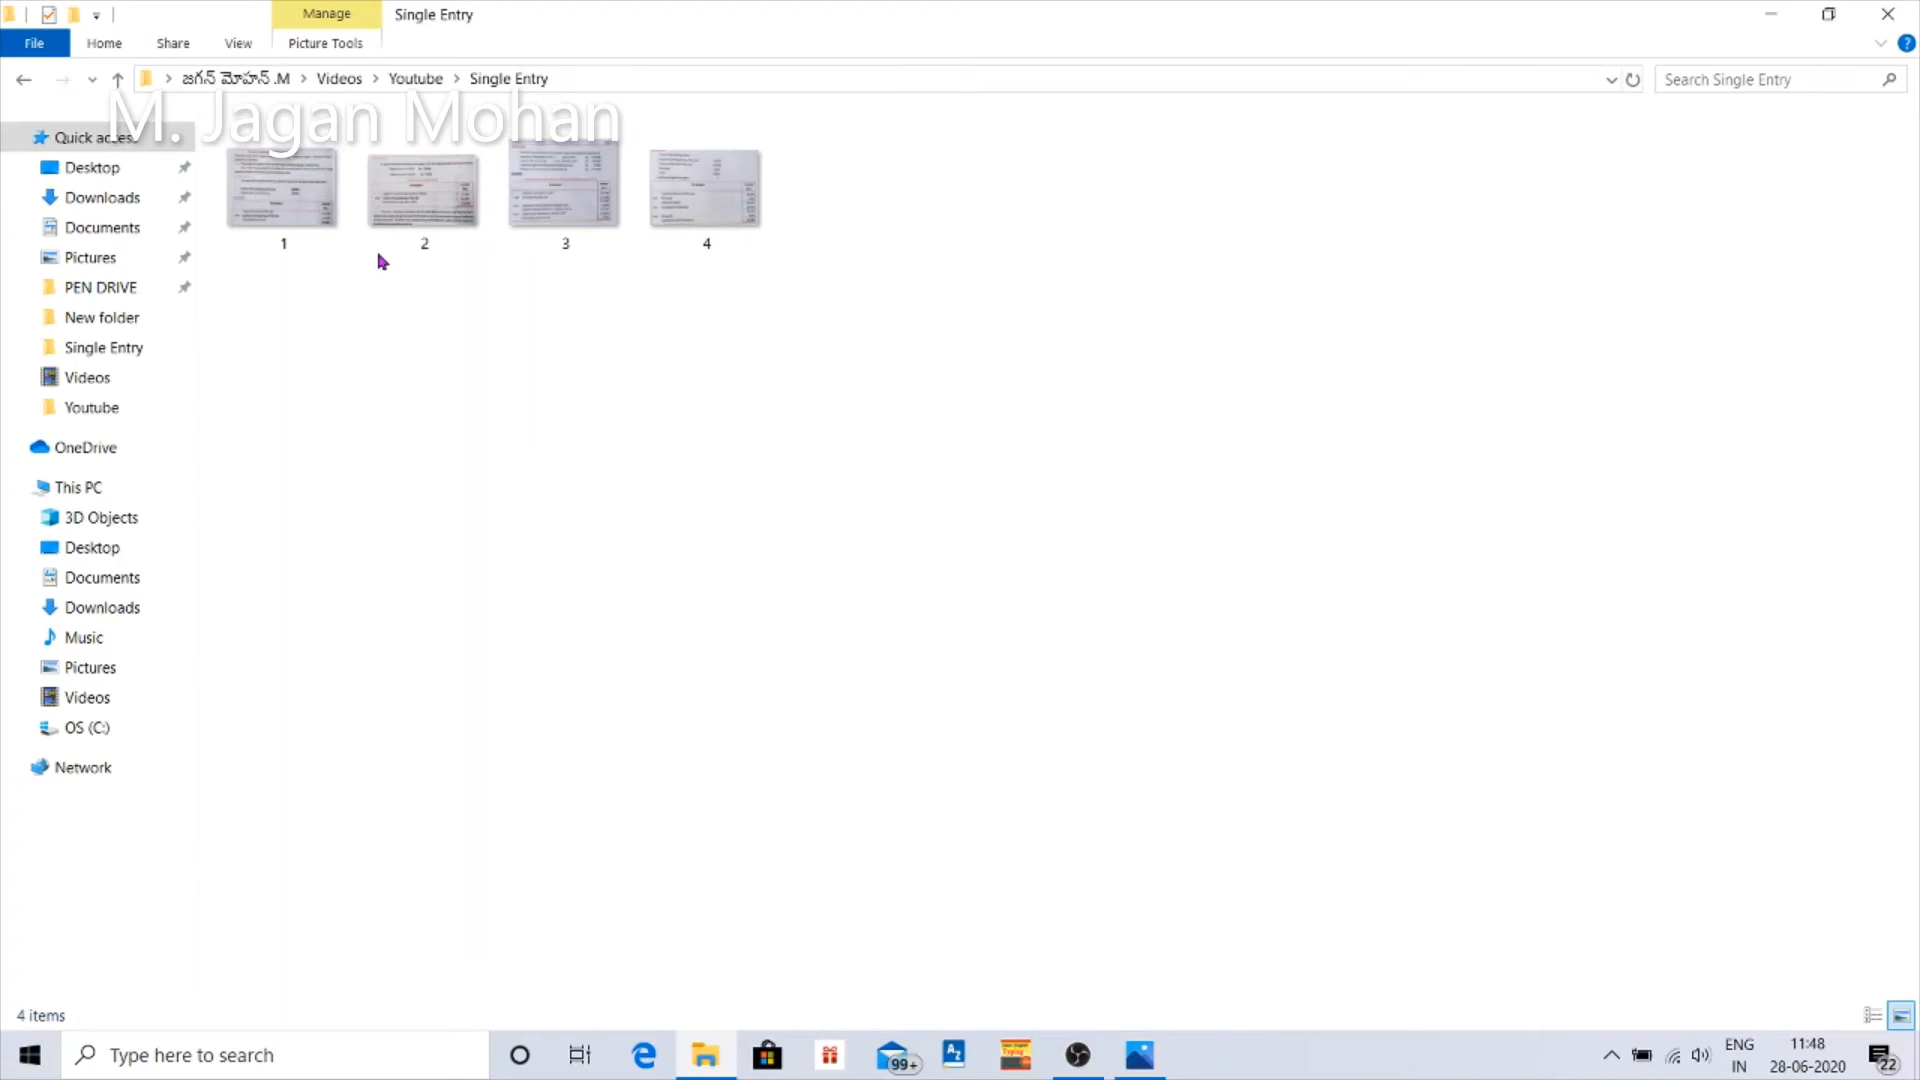 Manage
Single Entry
File
Home
Share
View
Picture Tools
?
జగన్ మోహన్ .M
Videos
Youtube
Single Entry
Search Single Entry
M. Jagan Mohan
Quick access
Desktop
Downloads
Documents
Pictures
PEN DRIVE
New folder
Single Entry
Videos
Youtube
OneDrive
This PC
3D Objects
Desktop
Documents
Downloads
Music
Pictures
Videos
OS (C:)
Network
1
2
3
4
4 items
Type here to search
99+
A
Z
Typing
ENG
IN
11:48
28-06-2020
22